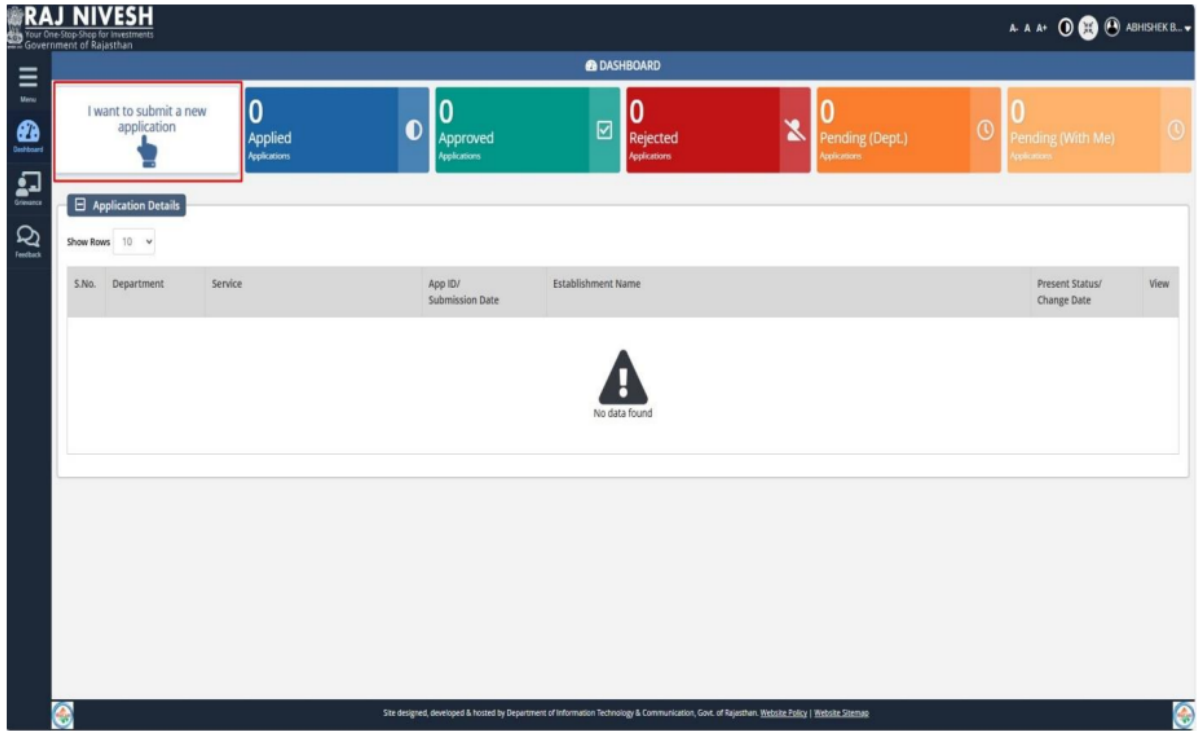 RAJ NIVESH
Your One-Stop-Shop for Investments
Government of Rajasthan
A- A A+ ABHISHEK B...
Menu
Dashboard
Grievance
Feedback
DASHBOARD
I want to submit a new
application
0
Applied
Applications
0
Approved
Applications
0
Rejected
Applications
0
Pending (Dept.)
Applications
0
Pending (With Me)
Applications
Application Details
Show Rows 10
S.No. Department Service App ID/ Establishment Name Present Status/ View
Submission Date Change Date
No data found
Site designed, developed & hosted by Department of Information Technology & Communication, Govt. of Rajasthan. Website Policy | Website Sitemap